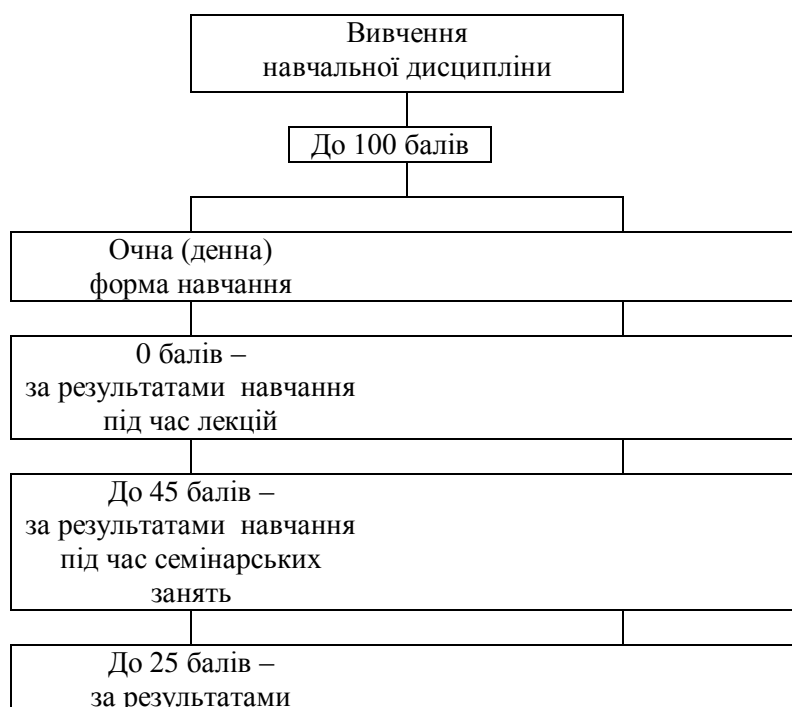 Вивчення
навчальної дисципліни
До 100 балів
Очна (денна)
форма навчання
0 балів –
за результатами навчання
під час лекцій
До 45 балів –
за результатами навчання
під час семінарських
занять
До 25 балів –
за результатами